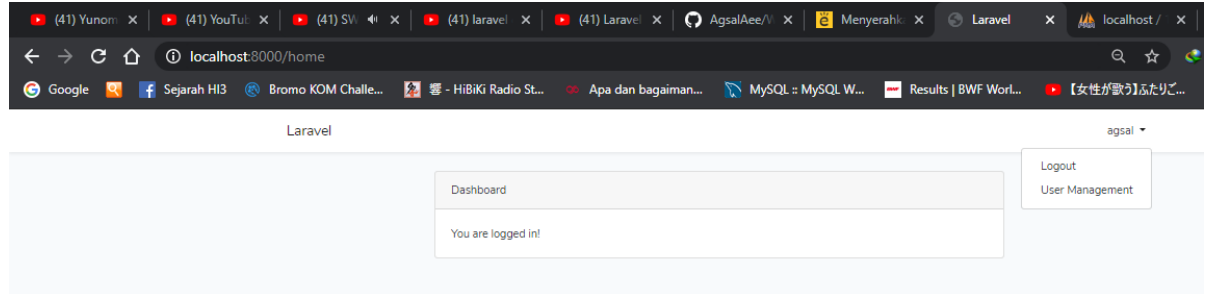 (41) Yunom (41) YouTub (41) SW (41) laravel (41) Laravel AgsalAee/ Menyerahk Laravel localhost /
localhost:8000/home
Google Sejarah HI3 Bromo KOM Challe... 響 - HiBiKi Radio St... Apa dan bagaiman... MySQL :: MySQL W... Results | BWF Worl... 【女性が歌う】ふたりご...
Laravel agsal
Logout
User Management
Dashboard
You are logged in!